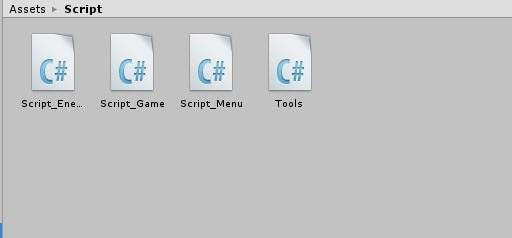 Assets ▸ Script
C# C# C# C#
Script_Ene... Script_Game Script_Menu Tools